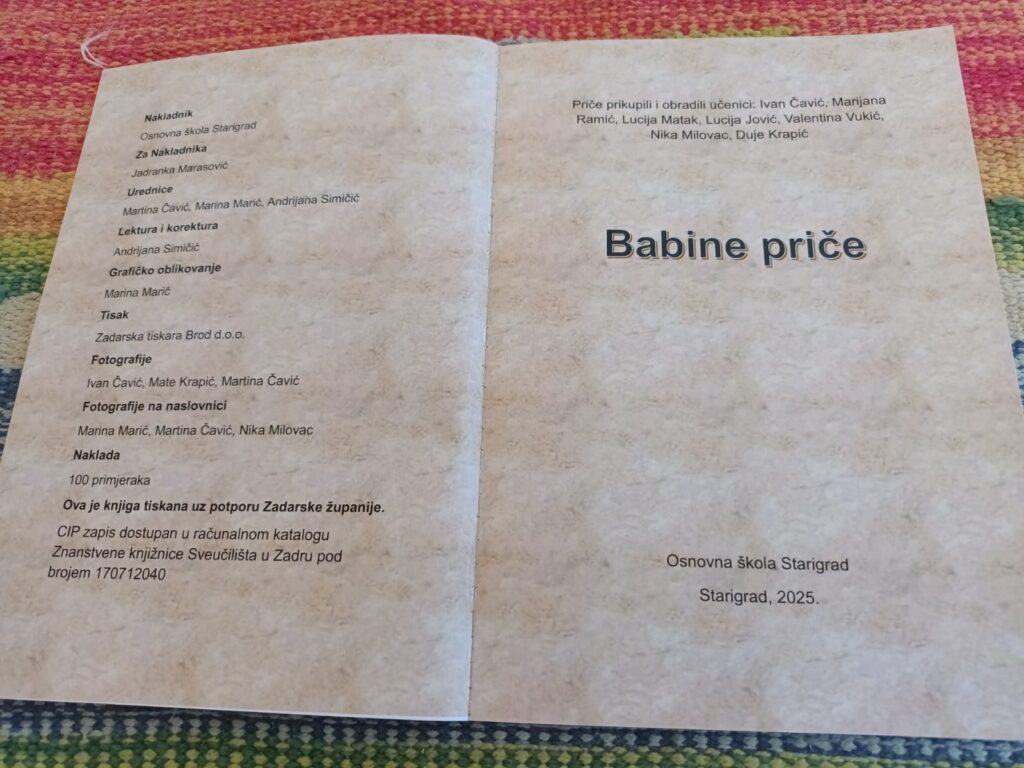 Nakladnik
Osnovna škola Starigrad
Za Nakladnika
Jadranka Marasović
Urednice
Martina Čavić, Marina Marić, Andrijana Simičić
Lektura i korektura
Andrijana Simičić
Grafičko oblikovanje
Marina Marić
Tisak
Zadarska tiskara Brod d.o.o.
Fotografije
Ivan Čavić, Mate Krapić, Martina Čavić
Fotografije na naslovnici
Marina Marić, Martina Čavić, Nika Milovac
Naklada
100 primjeraka
Ova je knjiga tiskana uz potporu Zadarske županije.
CIP zapis dostupan u računalnom katalogu
Znanstvene knjižnice Sveučilišta u Zadru pod
brojem 170712040
Priče prikupili i obradili učenici: Ivan Čavić, Marijana
Ramić, Lucija Matak, Lucija Jović, Valentina Vukić,
Nika Milovac, Duje Krapić
Babine priče
Osnovna škola Starigrad
Starigrad, 2025.